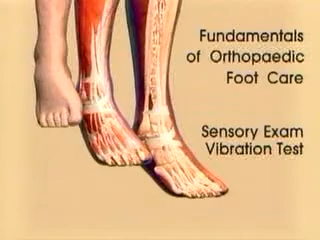 Fundamentals
of Orthopaedic
Foot Care
Sensory Exam
Vibration Test